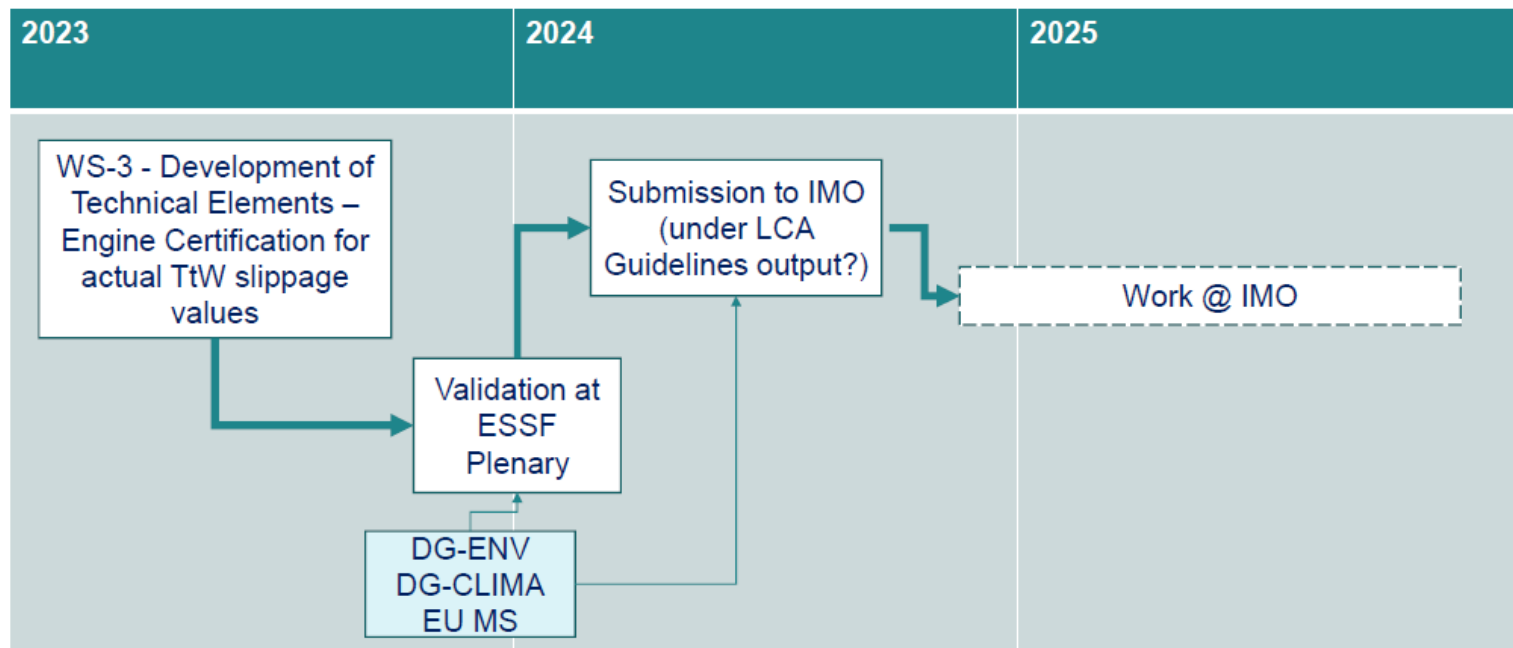 2023
2024
2025
WS-3 - Development of
Technical Elements –
Engine Certification for
actual TtW slippage
values
Submission to IMO
(under LCA
Guidelines output?)
Work @ IMO
Validation at
ESSF
Plenary
DG-ENV
DG-CLIMA
EU MS